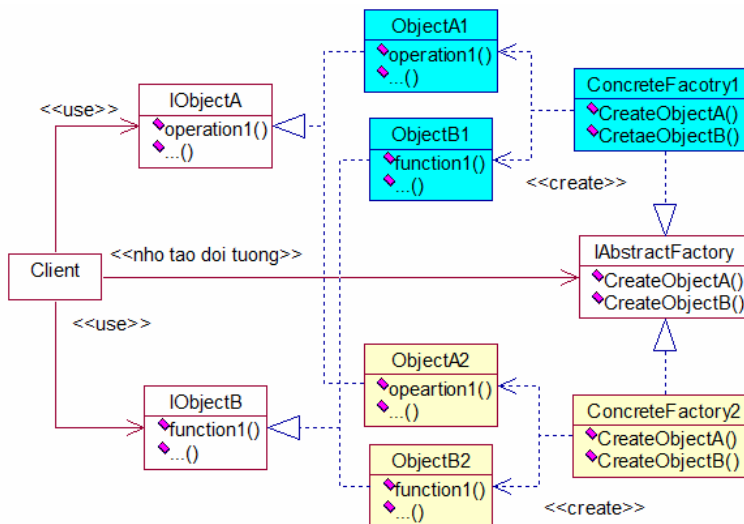 ObjectA1
operation1()
...()
ConcreteFacotry1
CreateObjectA()
CretaeObjectB()
IObjectA
operation1()
...()
<<use>>
ObjectB1
function1()
...()
<<create>>
Client
<<nho tao doi tuong>>
IAbstractFactory
CreateObjectA()
CreateObjectB()
<<use>>
ObjectA2
opeartion1()
...()
IObjectB
function1()
...()
ConcreteFactory2
CreateObjectA()
CreateObjectB()
ObjectB2
function1()
...()
<<create>>